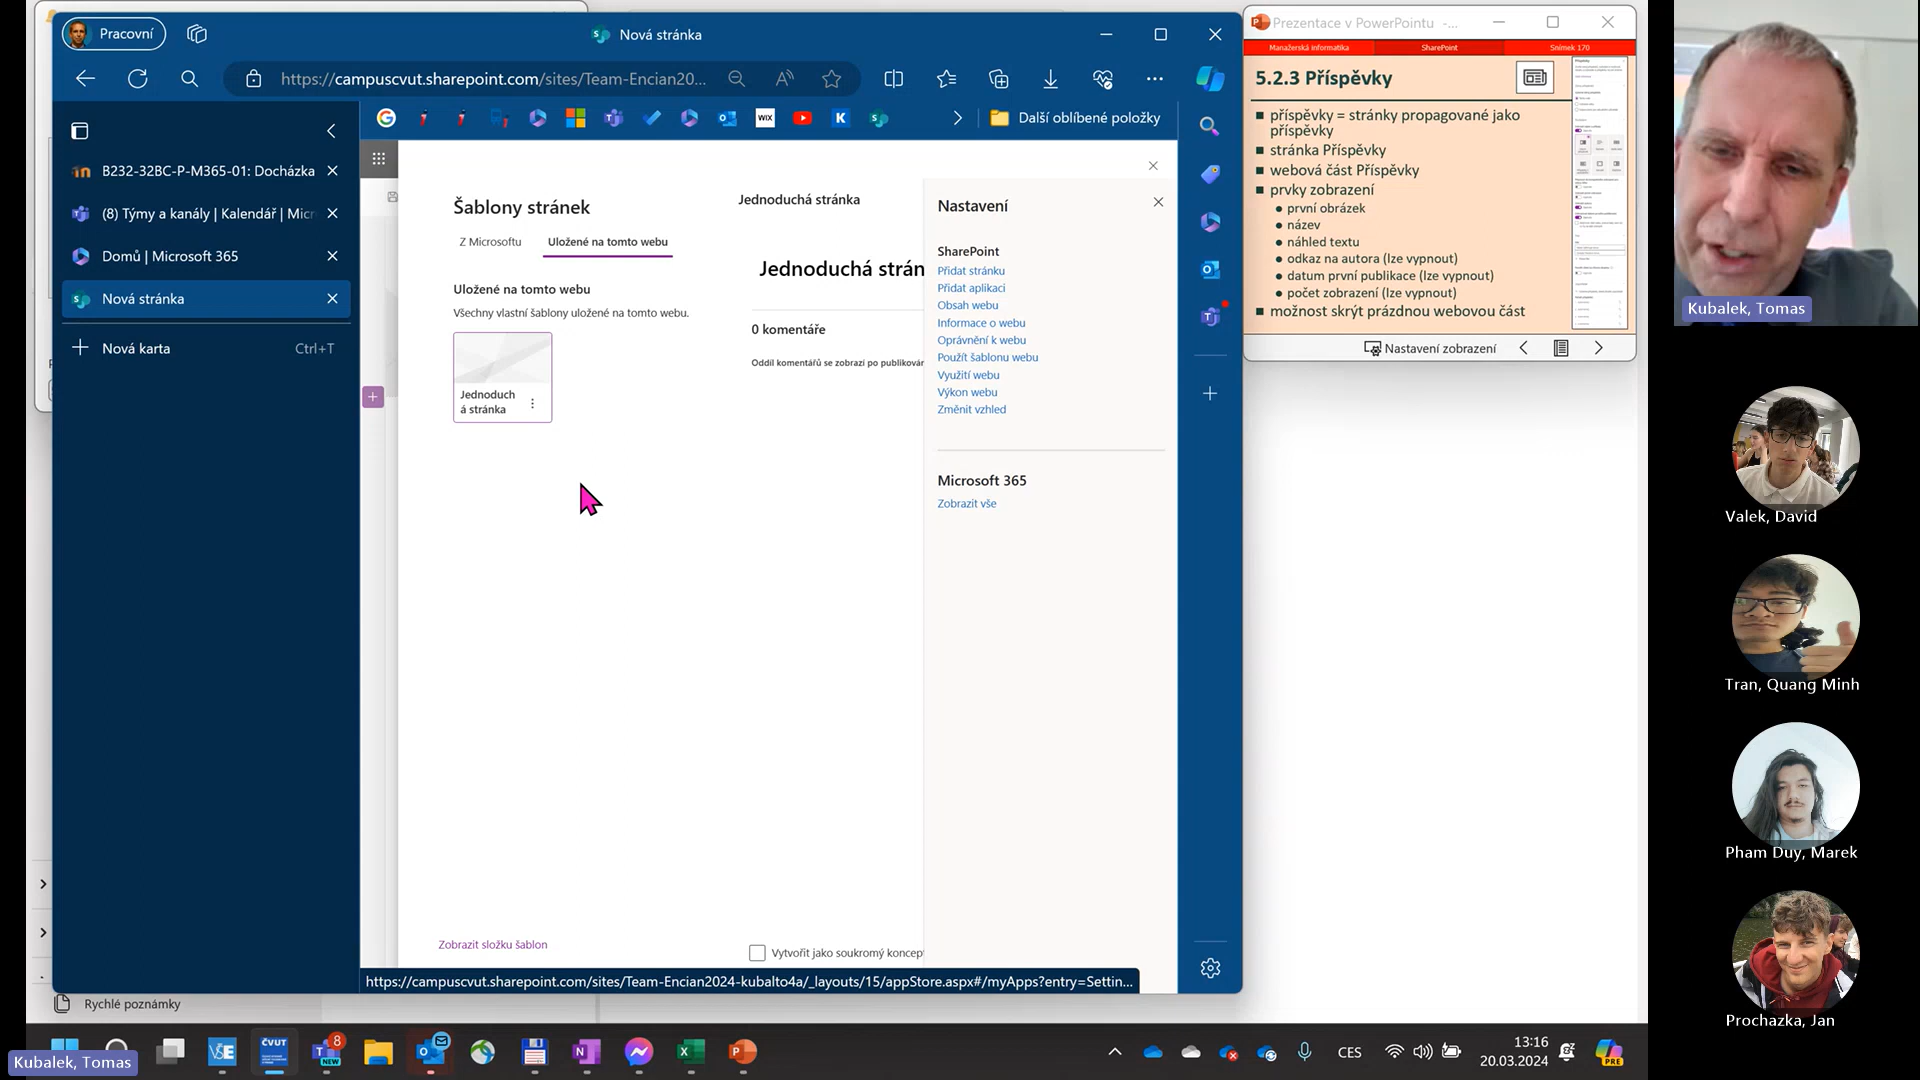 Pracovní
Nová stránka
https://campuscvut.sharepoint.com/sites/Team-Encian20...
Další oblíbené položky
B232-32BC-P-M365-01: Docházka
(8) Týmy a kanály | Kalendář | Micr
Domů | Microsoft 365
Nová stránka
Nová karta
Ctrl+T
Šablony stránek
Z Microsoftu
Uložené na tomto webu
Uložené na tomto webu
Všechny vlastní šablony uložené na tomto webu.
Jednoduch
á stránka
Zobrazit složku šablon
Jednoduchá stránka
Jednoduchá strán
0 komentáře
Oddíl komentářů se zobrazí po publikován
Vytvořit jako soukromý koncep
Nastavení
SharePoint
Přidat stránku
Přidat aplikaci
Obsah webu
Informace o webu
Oprávnění k webu
Použít šablonu webu
Využití webu
Výkon webu
Změnit vzhled
Microsoft 365
Zobrazit vše
https://campuscvut.sharepoint.com/sites/Team-Encian2024-kubalto4a/_layouts/15/appStore.aspx#/myApps?entry=Settin...
Prezentace v PowerPointu -...
Manažerská informatika
SharePoint
Snímek 170
5.2.3 Příspěvky
příspěvky = stránky propagované jako
příspěvky
stránka Příspěvky
webová část Příspěvky
prvky zobrazení
první obrázek
název
náhled textu
odkaz na autora (lze vypnout)
datum první publikace (lze vypnout)
počet zobrazení (lze vypnout)
možnost skrýt prázdnou webovou část
Nastavení zobrazení
Kubalek, Tomas
Valek, David
Tran, Quang Minh
Pham Duy, Marek
Prochazka, Jan
Rychlé poznámky
Kubalek, Tomas
VŠE
ČVUT
8
NEW
CES
13:16
20.03.2024
PRE
WIX
K